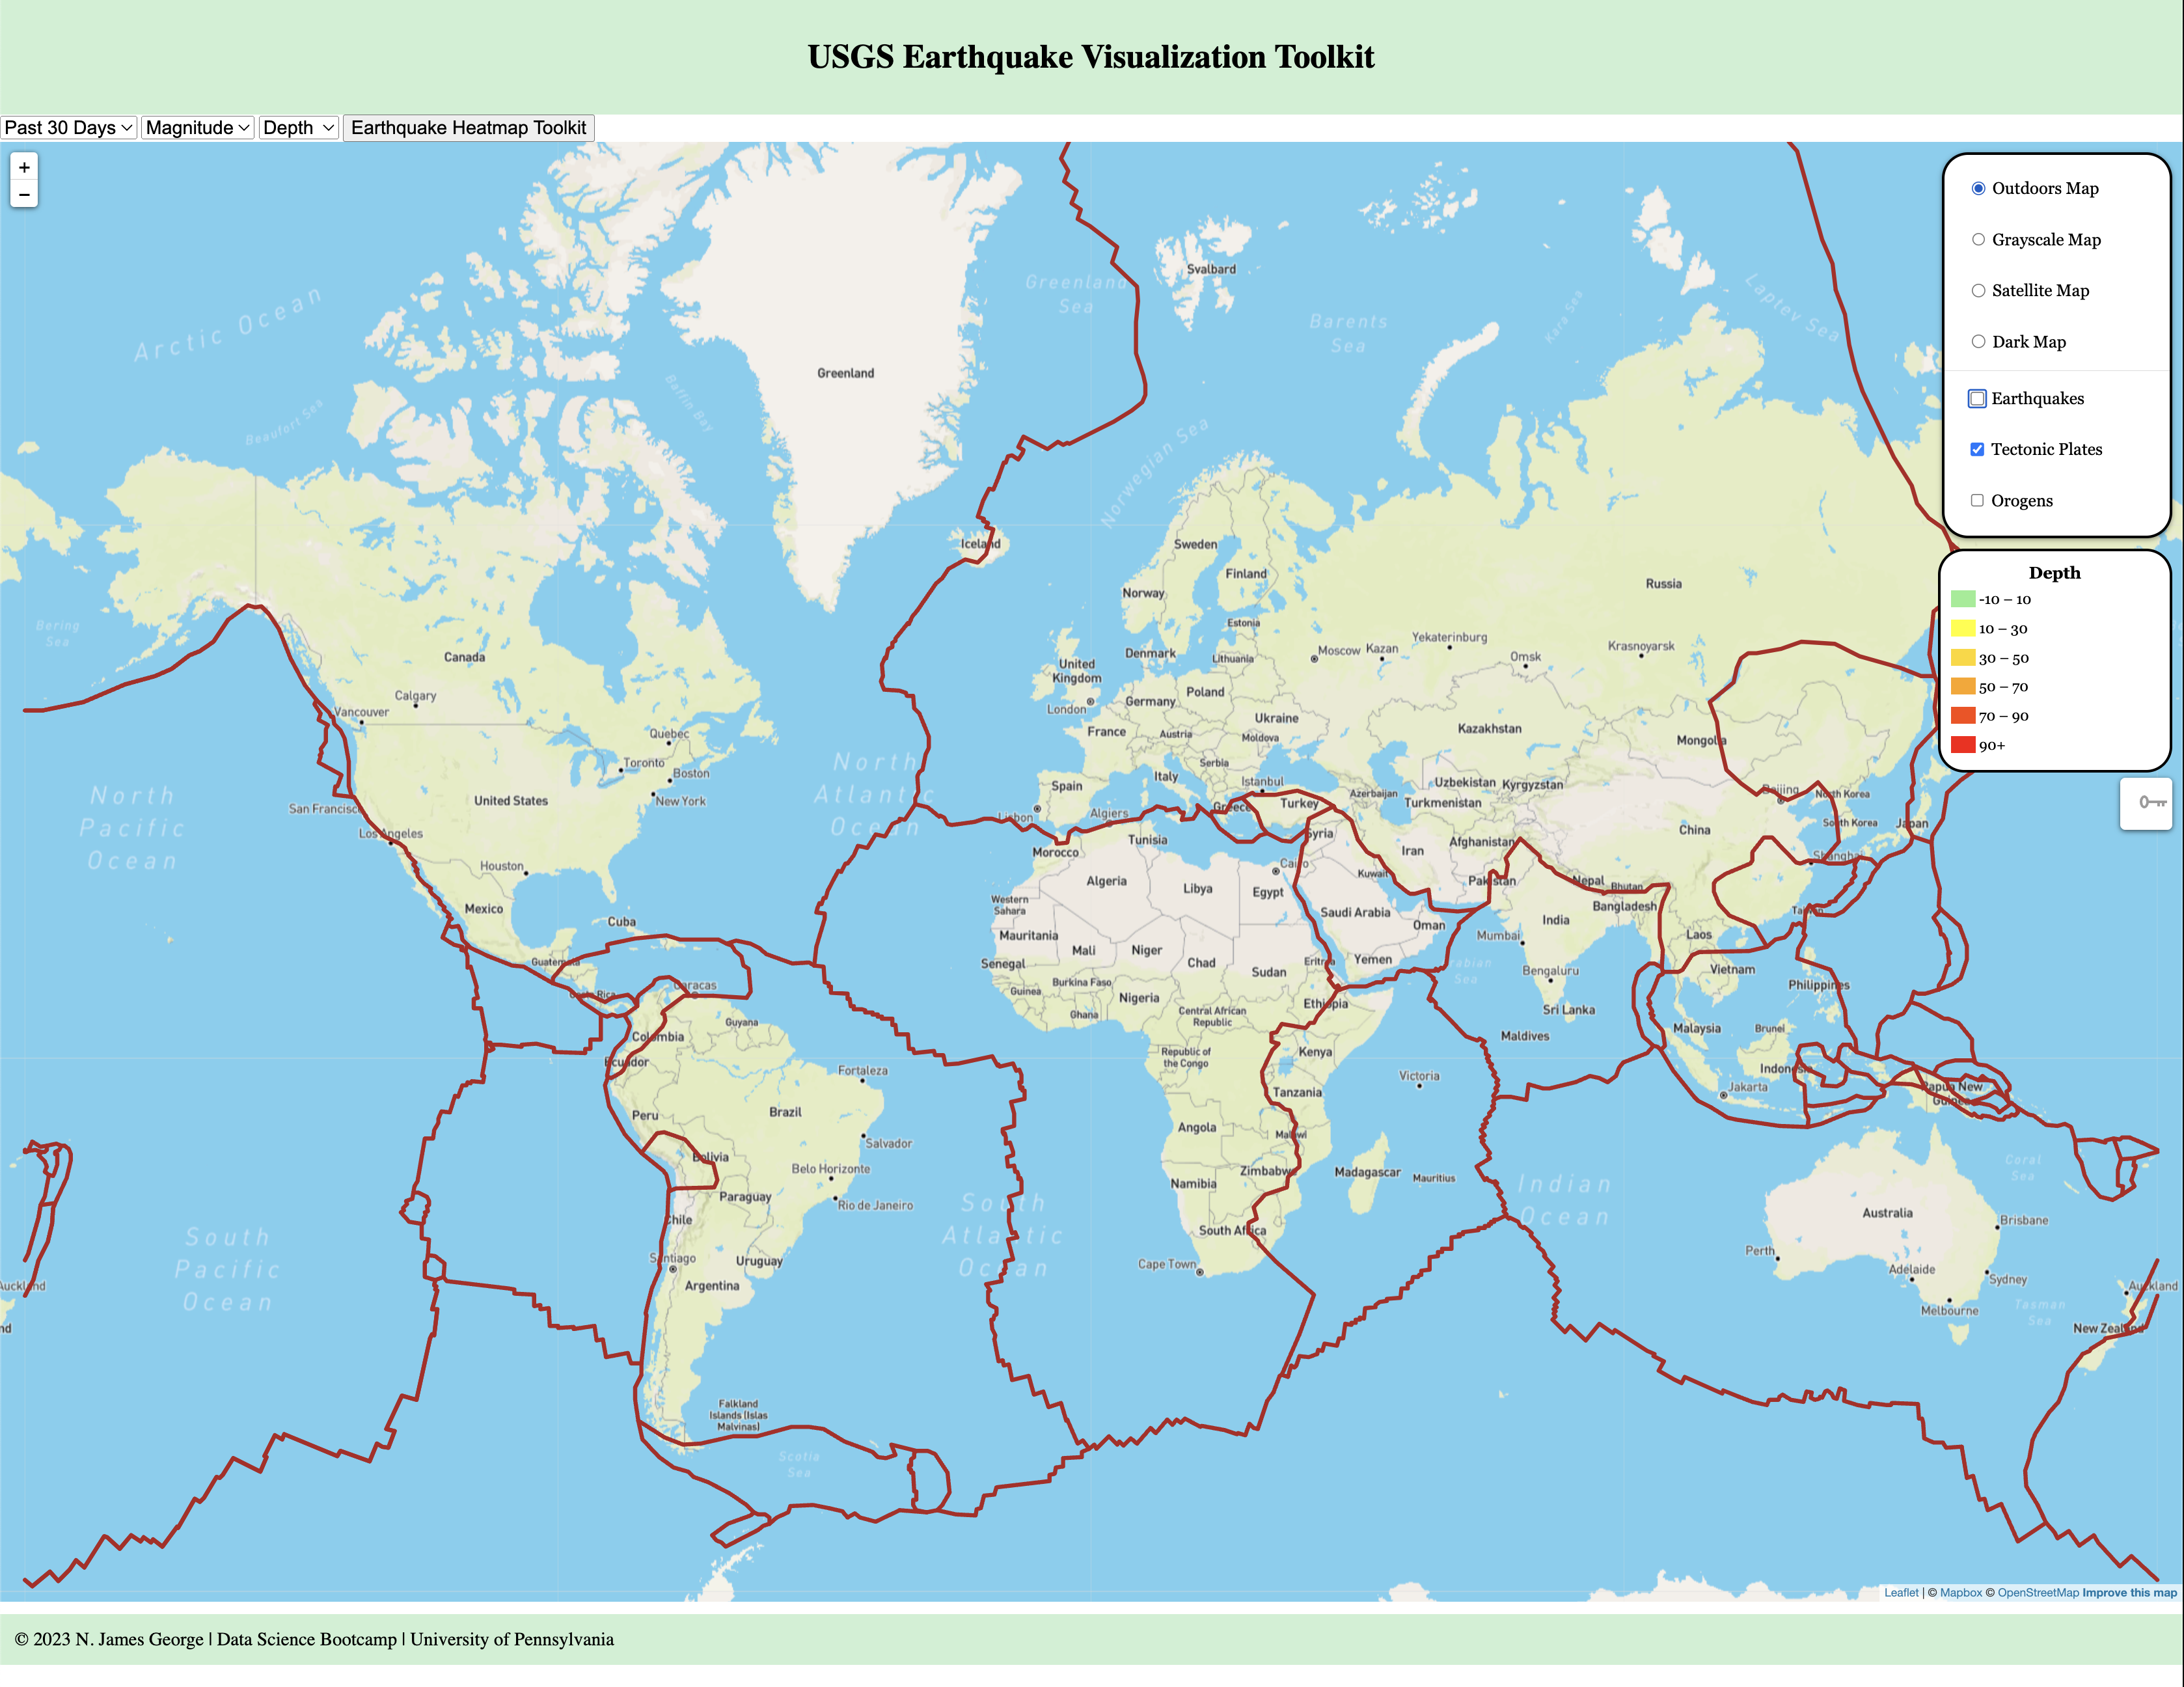 USGS Earthquake Visualization Toolkit
Past 30 Days Magnitude Depth Earthquake Heatmap Toolkit
+
−
Outdoors Map
Grayscale Map
Satellite Map
Dark Map
Earthquakes
Tectonic Plates
Orogens
Depth
-10 – 10
10 – 30
30 – 50
50 – 70
70 – 90
90+
Arctic Ocean
Beaufort Sea
Baffin Bay
Greenland
Greenland
Sea
Svalbard
Barents
Sea
Kara Sea
Laptev Sea
Norwegian Sea
Iceland
Sweden
Finland
Norway
Russia
Estonia
Bering
Sea
Canada
Calgary
Vancouver
Quebec
Toronto
Boston
New York
United States
San Francisco
Los Angeles
Houston
Mexico
Cuba
Guatemala
Costa Rica
Caracas
North
Pacific
Ocean
North
Atlantic
Ocean
United
Kingdom
London
Denmark
Lithuania
Moscow
Kazan
Yekaterinburg
Omsk
Krasnoyarsk
Germany
Poland
Ukraine
France
Austria
Moldova
Serbia
Italy
Spain
Istanbul
Lisbon
Algiers
Greece
Turkey
Azerbaijan
Kazakhstan
Uzbekistan
Kyrgyzstan
Turkmenistan
Mongolia
Beijing
North Korea
South Korea
Japan
China
Shanghai
Taiwan
Tunisia
Morocco
Syria
Iran
Afghanistan
Cairo
Kuwait
Pakistan
Nepal
Bhutan
Bangladesh
Algeria
Libya
Egypt
Western
Sahara
Saudi Arabia
Oman
India
Mumbai
Laos
Mauritania
Mali
Niger
Chad
Sudan
Eritrea
Yemen
Arabian
Sea
Bengaluru
Vietnam
Philippines
Senegal
Guinea
Burkina Faso
Nigeria
Ghana
Central African
Republic
Ethiopia
Sri Lanka
Maldives
Malaysia
Brunei
Guyana
Colombia
Ecuador
Republic of
the Congo
Kenya
Tanzania
Victoria
Indonesia
Jakarta
Papua New
Guinea
Fortaleza
Peru
Brazil
Salvador
Bolivia
Belo Horizonte
Rio de Janeiro
Paraguay
Chile
Santiago
Uruguay
Argentina
Angola
Malawi
Zimbabwe
Namibia
Madagascar
Mauritius
South Africa
Cape Town
South
Pacific
Ocean
South
Atlantic
Ocean
Indian
Ocean
Coral
Sea
Australia
Brisbane
Perth
Adelaide
Sydney
Melbourne
Tasman
Sea
Auckland
New Zealand
Auckland
nd
Falkland
Islands (Islas
Malvinas)
Scotia
Sea
Leaflet | © Mapbox © OpenStreetMap Improve this map
© 2023 N. James George | Data Science Bootcamp | University of Pennsylvania